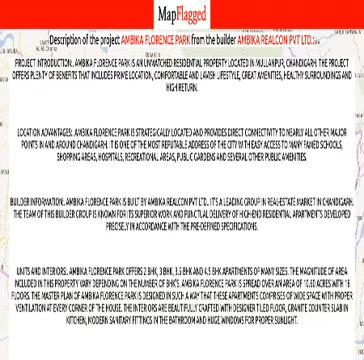 MapFlagged
Description of the project AMBIKA FLORENCE PARK from the builder AMBIKA REALCON PVT LTD.:
PROJECT INTRODUCTION: AMBIKA FLORENCE PARK IS AN UNMATCHED RESIDENTIAL PROPERTY LOCATED IN MULLANPUR, CHANDIGARH. THE PROJECT
OFFERS PLENTY OF BENEFITS THAT INCLUDES PRIME LOCATION, COMFORTABLE AND LAVISH LIFESTYLE, GREAT AMENITIES, HEALTHY SURROUNDINGS AND
HIGH RETURN.
LOCATION ADVANTAGES: AMBIKA FLORENCE PARK IS STRATEGICALLY LOCATED AND PROVIDES DIRECT CONNECTIVITY TO NEARLY ALL OTHER MAJOR
POINTS IN AND AROUND CHANDIGARH. IT IS ONE OF THE MOST REPUTABLE ADDRESS OF THE CITY WITH EASY ACCESS TO MANY FAMED SCHOOLS,
SHOPPING AREAS, HOSPITALS, RECREATIONAL AREAS, PUBLIC GARDENS AND SEVERAL OTHER PUBLIC AMENITIES.
BUILDER INFORMATION: AMBIKA FLORENCE PARK IS BUILT BY AMBIKA REALCON PVT LTD.. IT'S A LEADING GROUP IN REAL-ESTATE MARKET IN CHANDIGARH.
THE TEAM OF THIS BUILDER GROUP IS KNOWN FOR ITS SUPERIOR WORK AND PUNCTUAL DELIVERY OF HIGH-END RESIDENTIAL APARTMENTS DEVELOPED
PRECISELY IN ACCORDANCE WITH THE PRE-DEFINED SPECIFICATIONS.
UNITS AND INTERIORS: AMBIKA FLORENCE PARK OFFERS 2 BHK, 3 BHK, 3.5 BHK AND 4.5 BHK APARTMENTS OF MANY SIZES. THE MAGNITUDE OF AREA
INCLUDED IN THIS PROPERTY VARY DEPENDING ON THE NUMBER OF BHK'S. AMBIKA FLORENCE PARK IS SPREAD OVER AN AREA OF 10.60 ACRES WITH 18
FLOORS. THE MASTER PLAN OF AMBIKA FLORENCE PARK IS DESIGNED IN SUCH A WAY THAT THESE APARTMENTS COMPRISES OF WIDE SPACE WITH PROPER
VENTILATION AT EVERY CORNER OF THE HOUSE. THE INTERIORS ARE BEAUTIFULLY CRAFTED WITH DESIGNER TILED FLOOR, GRANITE COUNTER SLAB IN
KITCHEN, MODERN SANITARY FITTINGS IN THE BATHROOM AND HUGE WINDOWS FOR PROPER SUNLIGHT.